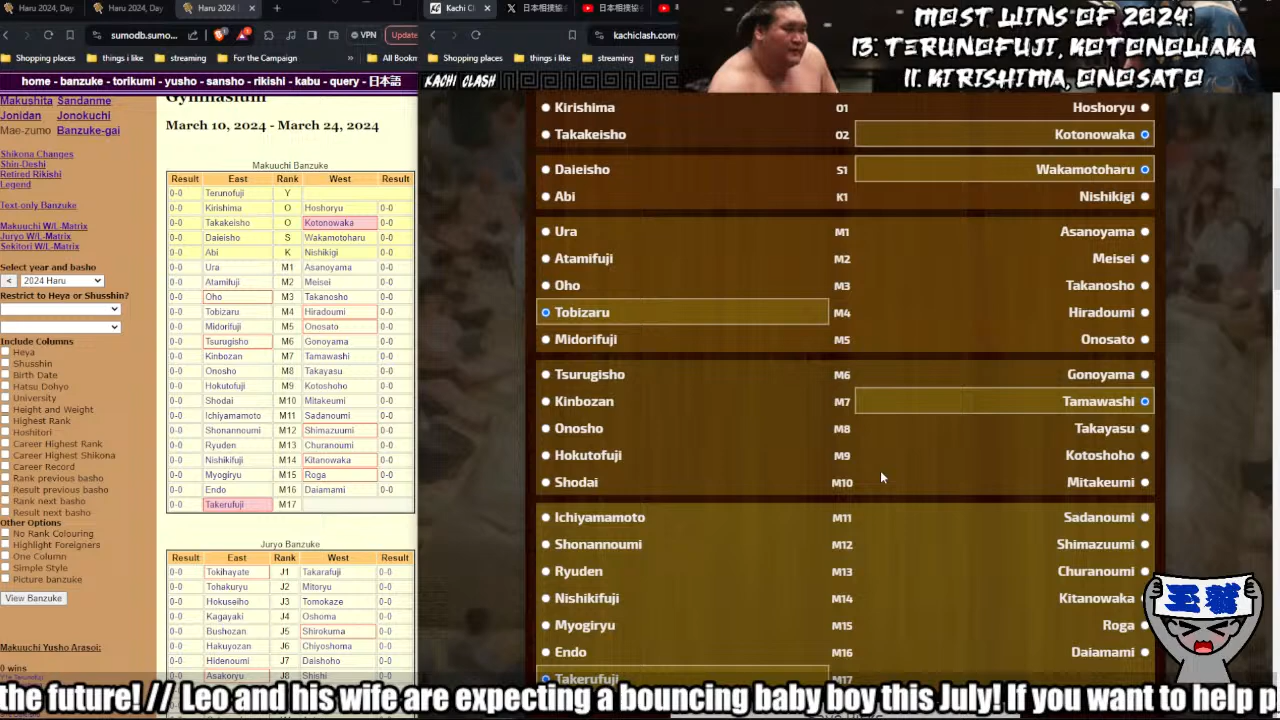 Haru 2024, Dey
Haru 2024, Day
Haru 2024 |
Kachi Cl
日本相撲協
日本相撲協
sumodb.sumo...
VPN
Update
kachiclash.com
Shopping places
things i like
streaming
For the Campaign
All Bookn
Shopping places
things i like
streaming
MOST WINS OF 2024:
13: TERUNOFUJI, KOTONOWAKA
11: KIRISHIMA, ONOSATO
home - banzuke - torikumi - yusho - sansho - rikishi - kabu - query - 日本語
KACHI CLASH
Makushita Sandanme
Jonidan Jonokuchi
Mae-zumo Banzuke-gai
Shikona Changes
Shin-Deshi
Retired Rikishi
Legend
Text-only Banzuke
Makuuchi W/L-Matrix
Juryo W/L-Matrix
Sekitori W/L-Matrix
Select year and basho
< 2024 Haru
Restrict to Heya or Shusshin?
Include Columns
Heya
Shusshin
Birth Date
Hatsu Dohyo
University
Height and Weight
Highest Rank
Hoshitori
Career Highest Rank
Career Highest Shikona
Career Record
Rank previous basho
Result previous basho
Rank next basho
Result next basho
Other Options
No Rank Colouring
Highlight Foreigners
One Column
Simple Style
Picture banzuke
View Banzuke
Makuuchi Yusho Arasoi:
0 wins
Gymnasium
March 10, 2024 - March 24, 2024
Makuuchi Banzuke
Result East Rank West Result
0-0 Terunofuji Y
0-0 Kirishima O Hoshoryu 0-0
0-0 Takakeisho O Kotonowaka 0-0
0-0 Daieisho S Wakamotoharu 0-0
0-0 Abi K Nishikigi 0-0
0-0 Ura M1 Asanoyama 0-0
0-0 Atamifuji M2 Meisei 0-0
0-0 Oho M3 Takanosho 0-0
0-0 Tobizaru M4 Hiradoumi 0-0
0-0 Midorifuji M5 Onosato 0-0
0-0 Tsurugisho M6 Gonoyama 0-0
0-0 Kinbozan M7 Tamawashi 0-0
0-0 Onosho M8 Takayasu 0-0
0-0 Hokutofuji M9 Kotoshoho 0-0
0-0 Shodai M10 Mitakeumi 0-0
0-0 Ichiyamamoto M11 Sadanoumi 0-0
0-0 Shonannoumi M12 Shimazuumi 0-0
0-0 Ryuden M13 Churanoumi 0-0
0-0 Nishikifuji M14 Kitanowaka 0-0
0-0 Myogiryu M15 Roga 0-0
0-0 Endo M16 Daiamami 0-0
0-0 Takerufuji M17
Juryo Banzuke
Result East Rank West Result
0-0 Tokihayate J1 Takarafuji 0-0
0-0 Tohakuryu J2 Mitoryu 0-0
0-0 Hokuseiho J3 Tomokaze 0-0
0-0 Kagayaki J4 Oshoma 0-0
0-0 Bushozan J5 Shirokuma 0-0
0-0 Hakuyozan J6 Chiyoshoma 0-0
0-0 Hidenoumi J7 Daishoho 0-0
0-0 Asakoryu J8 Shishi 0-0
Kirishima O1 Hoshoryu
Takakeisho O2 Kotonowaka
Daieisho S1 Wakamotoharu
Abi K1 Nishikigi
Ura M1 Asanoyama
Atamifuji M2 Meisei
Oho M3 Takanosho
Tobizaru M4 Hiradoumi
Midorifuji M5 Onosato
Tsurugisho M6 Gonoyama
Kinbozan M7 Tamawashi
Onosho M8 Takayasu
Hokutofuji M9 Kotoshoho
Shodai M10 Mitakeumi
Ichiyamamoto M11 Sadanoumi
Shonannoumi M12 Shimazuumi
Ryuden M13 Churanoumi
Nishikifuji M14 Kitanowaka
Myogiryu M15 Roga
Endo M16 Daiamami
Takerufuji M17
玉鷲
the future! // Leo and his wife are expecting a bouncing baby boy this July! If you want to help p